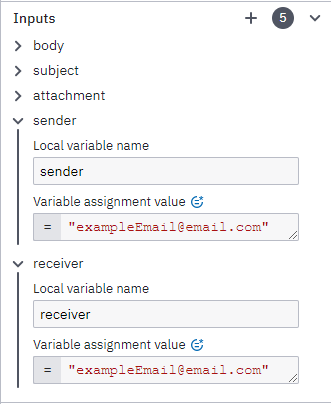 Inputs 5
body
subject
attachment
sender
Local variable name
sender
Variable assignment value
= "exampleEmail@email.com"
receiver
Local variable name
receiver
Variable assignment value
= "exampleEmail@email.com"